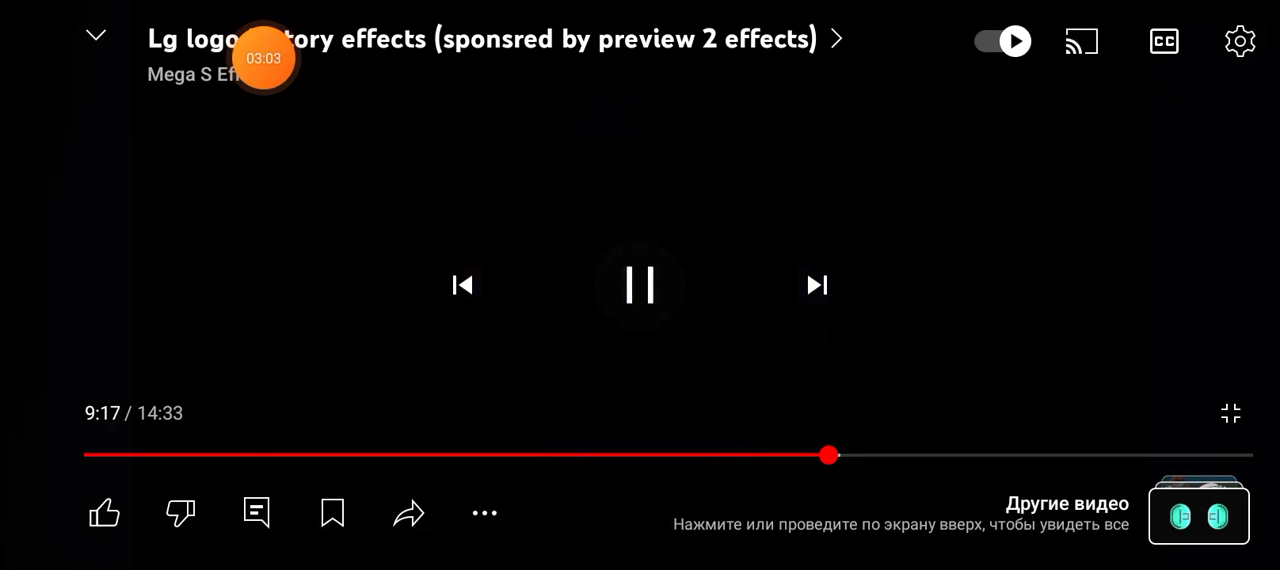 Lg logo tory effects (sponsred by preview 2 effects)
03:03
Mega S Ef
CC
9:17 / 14:33
Другие видео
Нажмите или проведите по экрану вверх, чтобы увидеть все